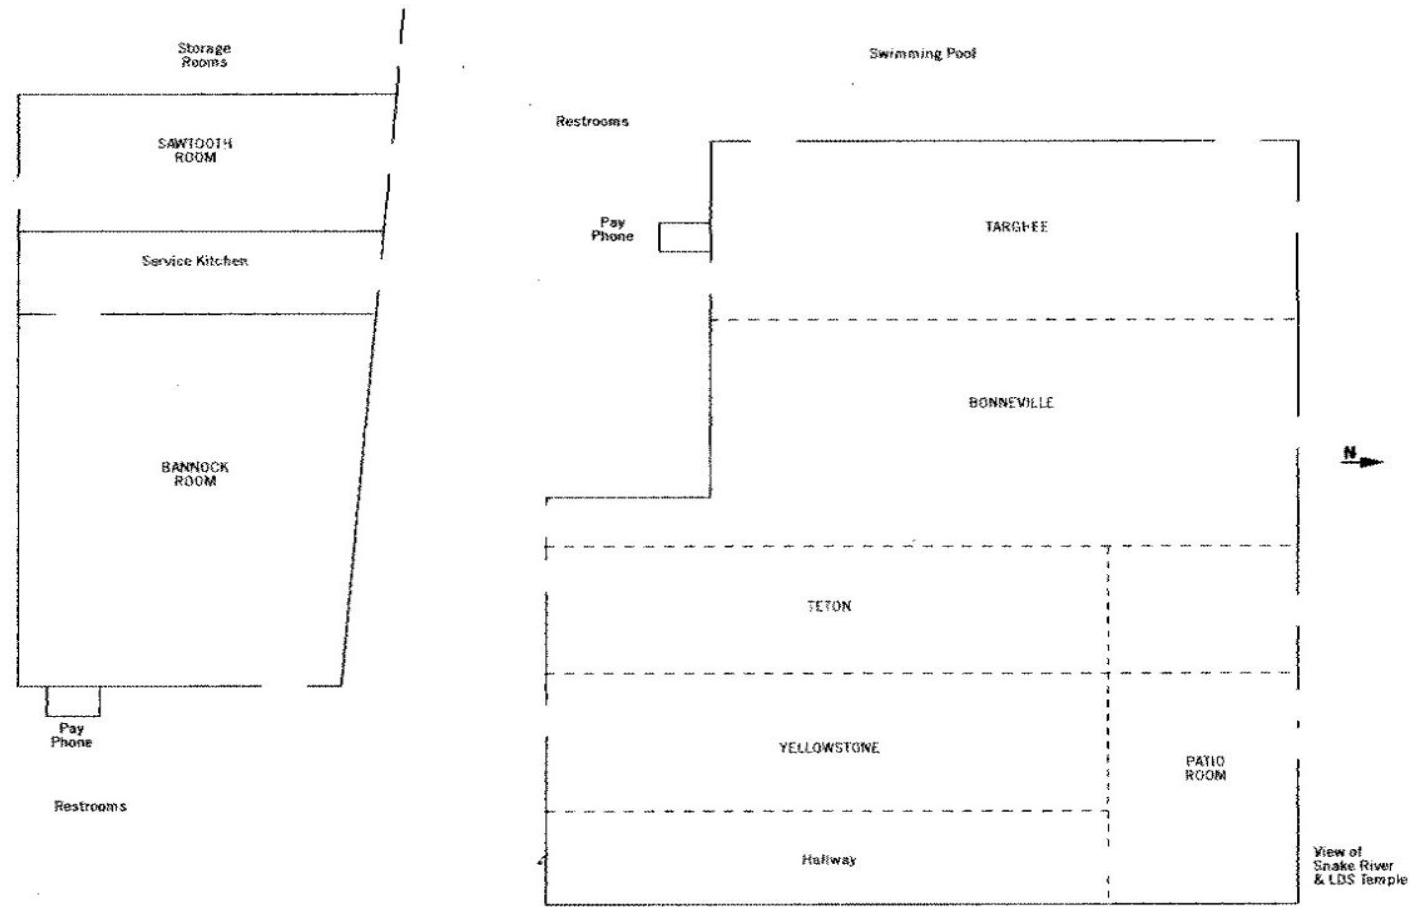 Storage
Rooms
Swimming Pool
Restrooms
SAWTOOTH
ROOM
Pay
Phone
TARGHEE
Service Kitchen
BONNEVILLE
N
BANNOCK
ROOM
TETON
Pay
Phone
YELLOWSTONE
PATIO
ROOM
Restrooms
Hallway
View of
Snake River
& LDS Temple